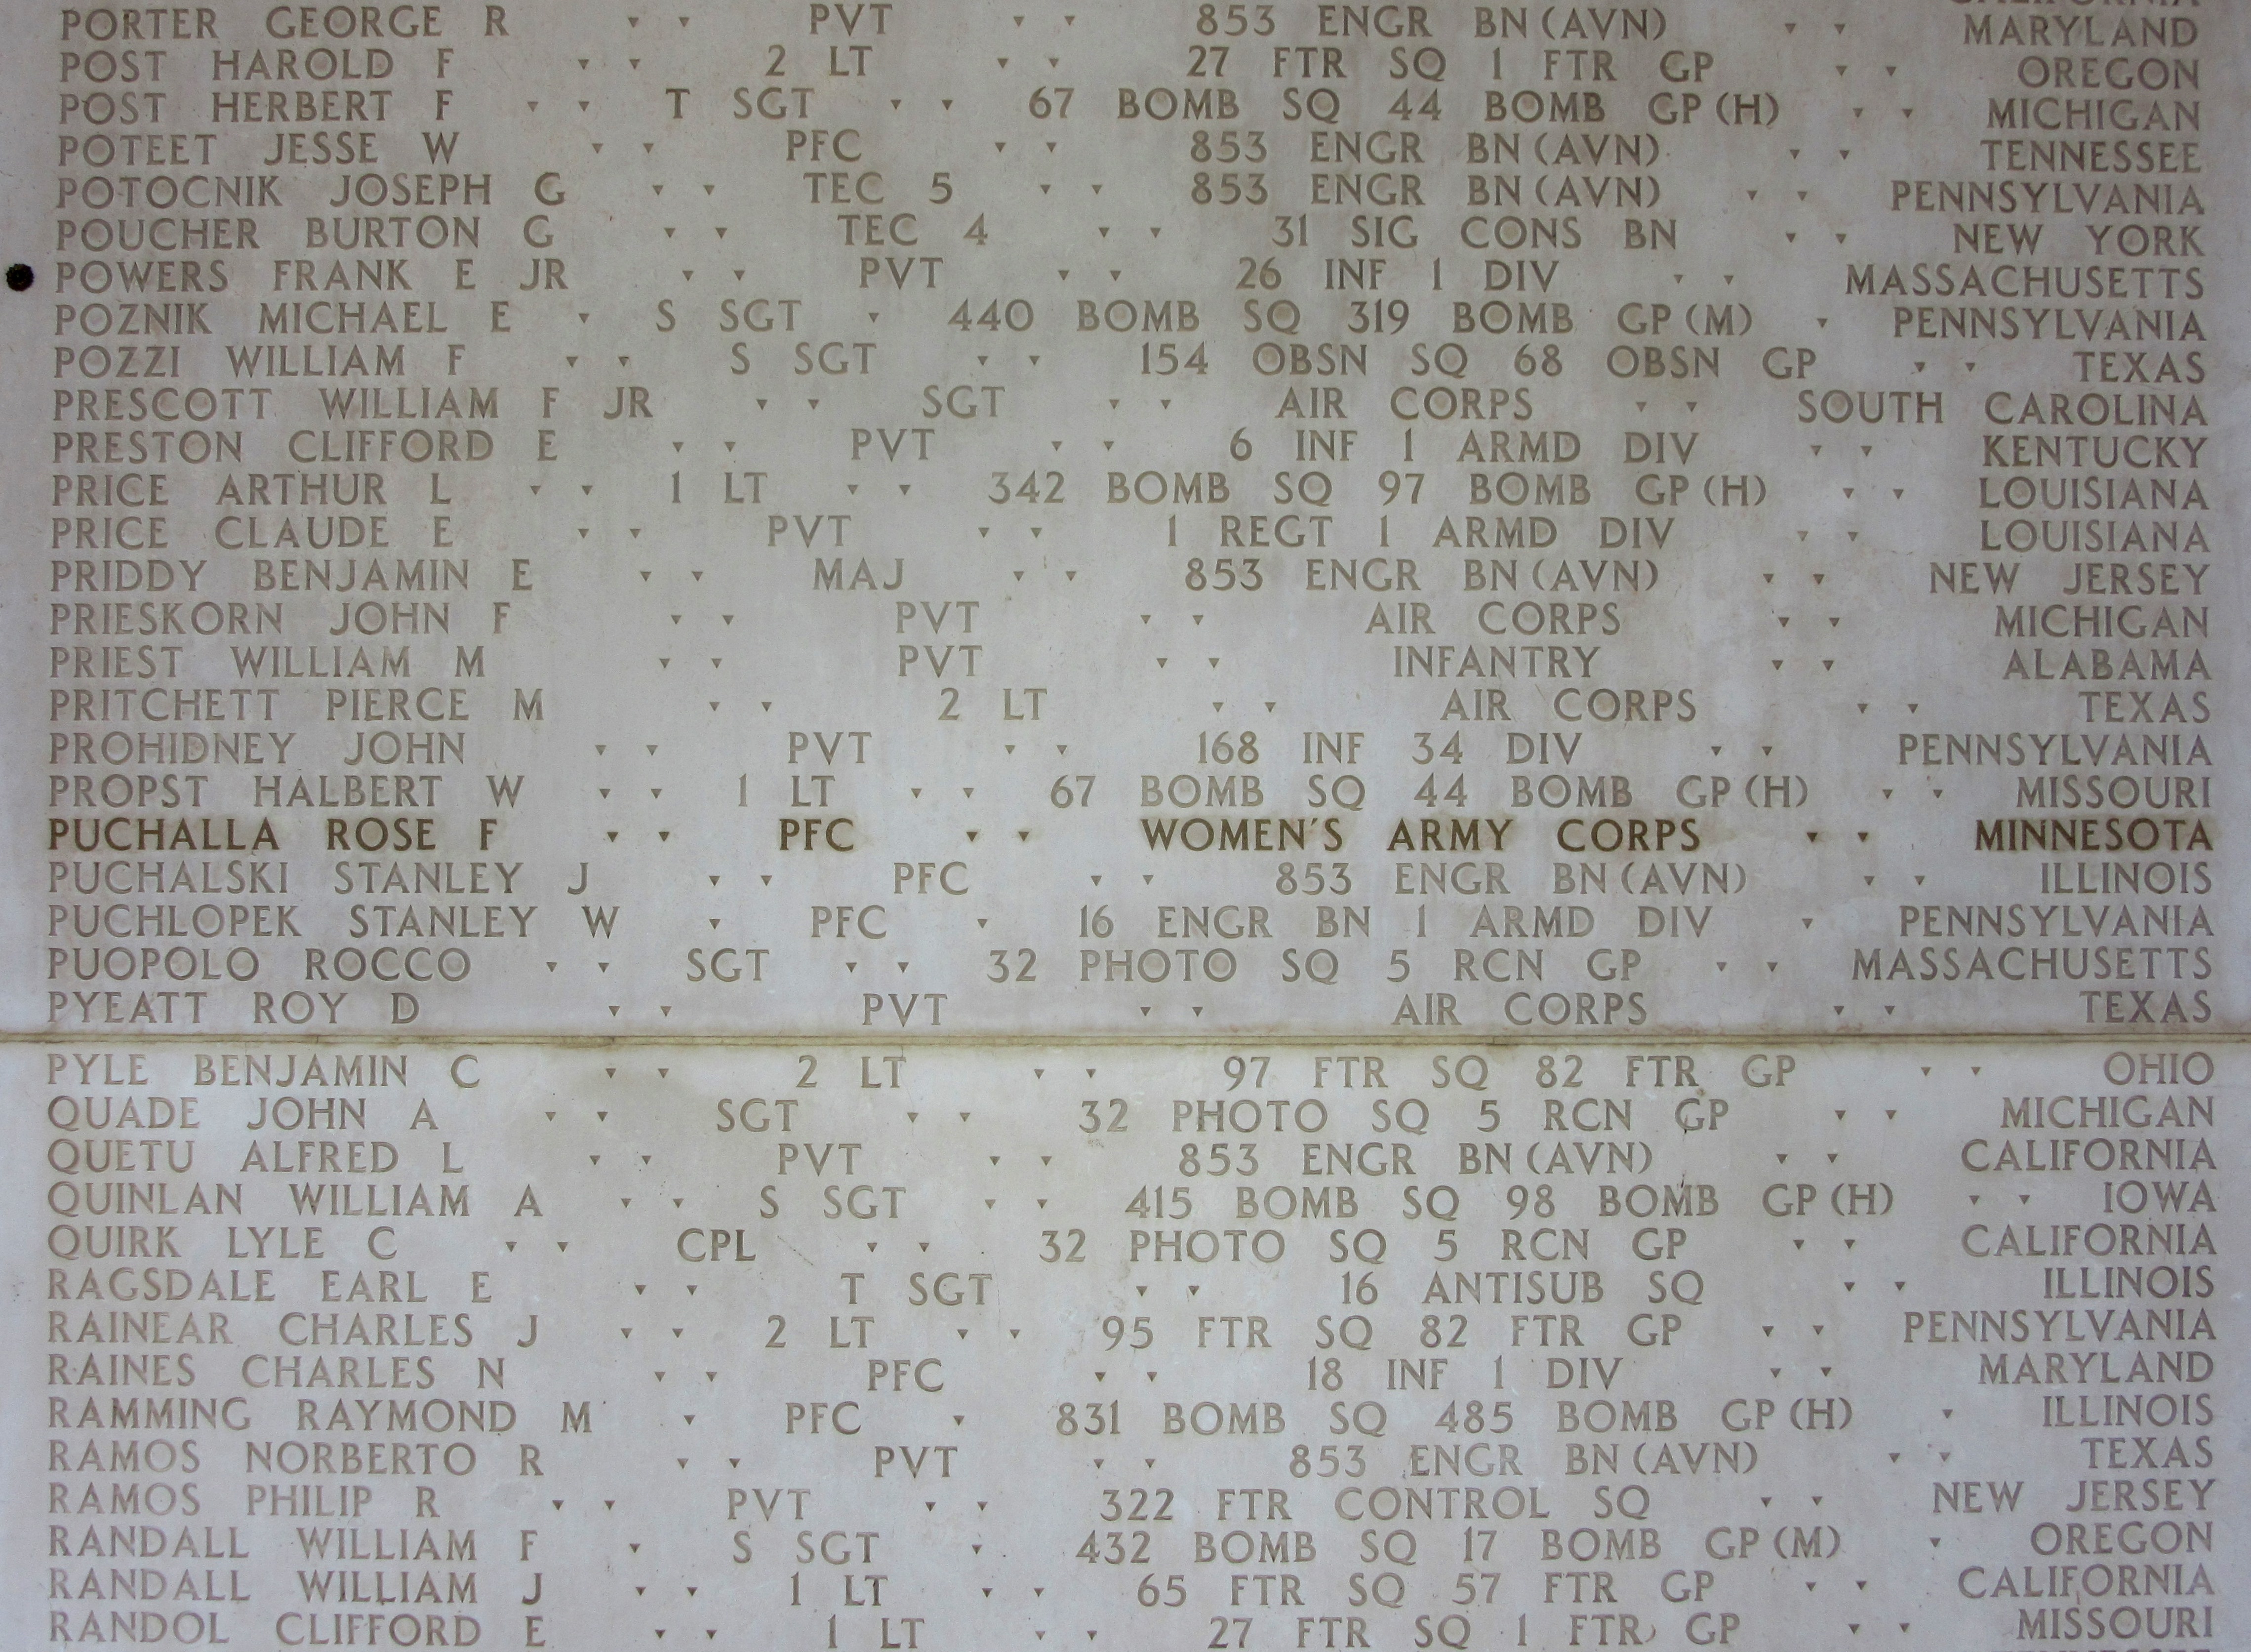 PORTER GEORGE R PVT 853 ENGR BN (AVN) MARYLAND
POST HAROLD F 2 LT 27 FTR SQ 1 FTR GP OREGON
POST HERBERT F T SGT 67 BOMB SQ 44 BOMB GP (H) MICHIGAN
POTEET JESSE W PFC 853 ENGR BN (AVN) TENNESSEE
POTOCNIK JOSEPH G TEC 5 853 ENGR BN (AVN) PENNSYLVANIA
POUCHER BURTON G TEC 4 31 SIG CONS BN NEW YORK
POWERS FRANK E JR PVT 26 INF 1 DIV MASSACHUSETTS
POZNIK MICHAEL E S SGT 440 BOMB SQ 319 BOMB GP (M) PENNSYLVANIA
POZZI WILLIAM F S SGT 154 OBSN SQ 68 OBSN GP TEXAS
PRESCOTT WILLIAM F JR SGT AIR CORPS SOUTH CAROLINA
PRESTON CLIFFORD E PVT 6 INF 1 ARMD DIV KENTUCKY
PRICE ARTHUR L 1 LT 342 BOMB SQ 97 BOMB GP (H) LOUISIANA
PRICE CLAUDE E PVT 1 REGT 1 ARMD DIV LOUISIANA
PRIDDY BENJAMIN E MAJ 853 ENGR BN (AVN) NEW JERSEY
PRIESKORN JOHN F PVT AIR CORPS MICHIGAN
PRIEST WILLIAM M PVT INFANTRY ALABAMA
PRITCHETT PIERCE M 2 LT AIR CORPS TEXAS
PROHIDNEY JOHN PVT 168 INF 34 DIV PENNSYLVANIA
PROPST HALBERT W 1 LT 67 BOMB SQ 44 BOMB GP (H) MISSOURI
PUCHALLA ROSE F PFC WOMEN'S ARMY CORPS MINNESOTA
PUCHALSKI STANLEY J PFC 853 ENGR BN (AVN) ILLINOIS
PUCHLOPEK STANLEY W PFC 16 ENGR BN 1 ARMD DIV PENNSYLVANIA
PUOPOLO ROCCO SGT 32 PHOTO SQ 5 RCN GP MASSACHUSETTS
PYEATT ROY D PVT AIR CORPS TEXAS
PYLE BENJAMIN C 2 LT 97 FTR SQ 82 FTR GP OHIO
QUADE JOHN A SGT 32 PHOTO SQ 5 RCN GP MICHIGAN
QUETU ALFRED L PVT 853 ENGR BN (AVN) CALIFORNIA
QUINLAN WILLIAM A S SGT 415 BOMB SQ 98 BOMB GP (H) IOWA
QUIRK LYLE C CPL 32 PHOTO SQ 5 RCN GP CALIFORNIA
RAGSDALE EARL E T SGT 16 ANTISUB SQ ILLINOIS
RAINEAR CHARLES J 2 LT 95 FTR SQ 82 FTR GP PENNSYLVANIA
RAINES CHARLES N PFC 18 INF 1 DIV MARYLAND
RAMMING RAYMOND M PFC 831 BOMB SQ 485 BOMB GP (H) ILLINOIS
RAMOS NORBERTO R PVT 853 ENGR BN (AVN) TEXAS
RAMOS PHILIP R PVT 322 FTR CONTROL SQ NEW JERSEY
RANDALL WILLIAM F S SGT 432 BOMB SQ 17 BOMB GP (M) OREGON
RANDALL WILLIAM J 1 LT 65 FTR SQ 57 FTR GP CALIFORNIA
RANDOL CLIFFORD E 1 LT 27 FTR SQ 1 FTR GP MISSOURI